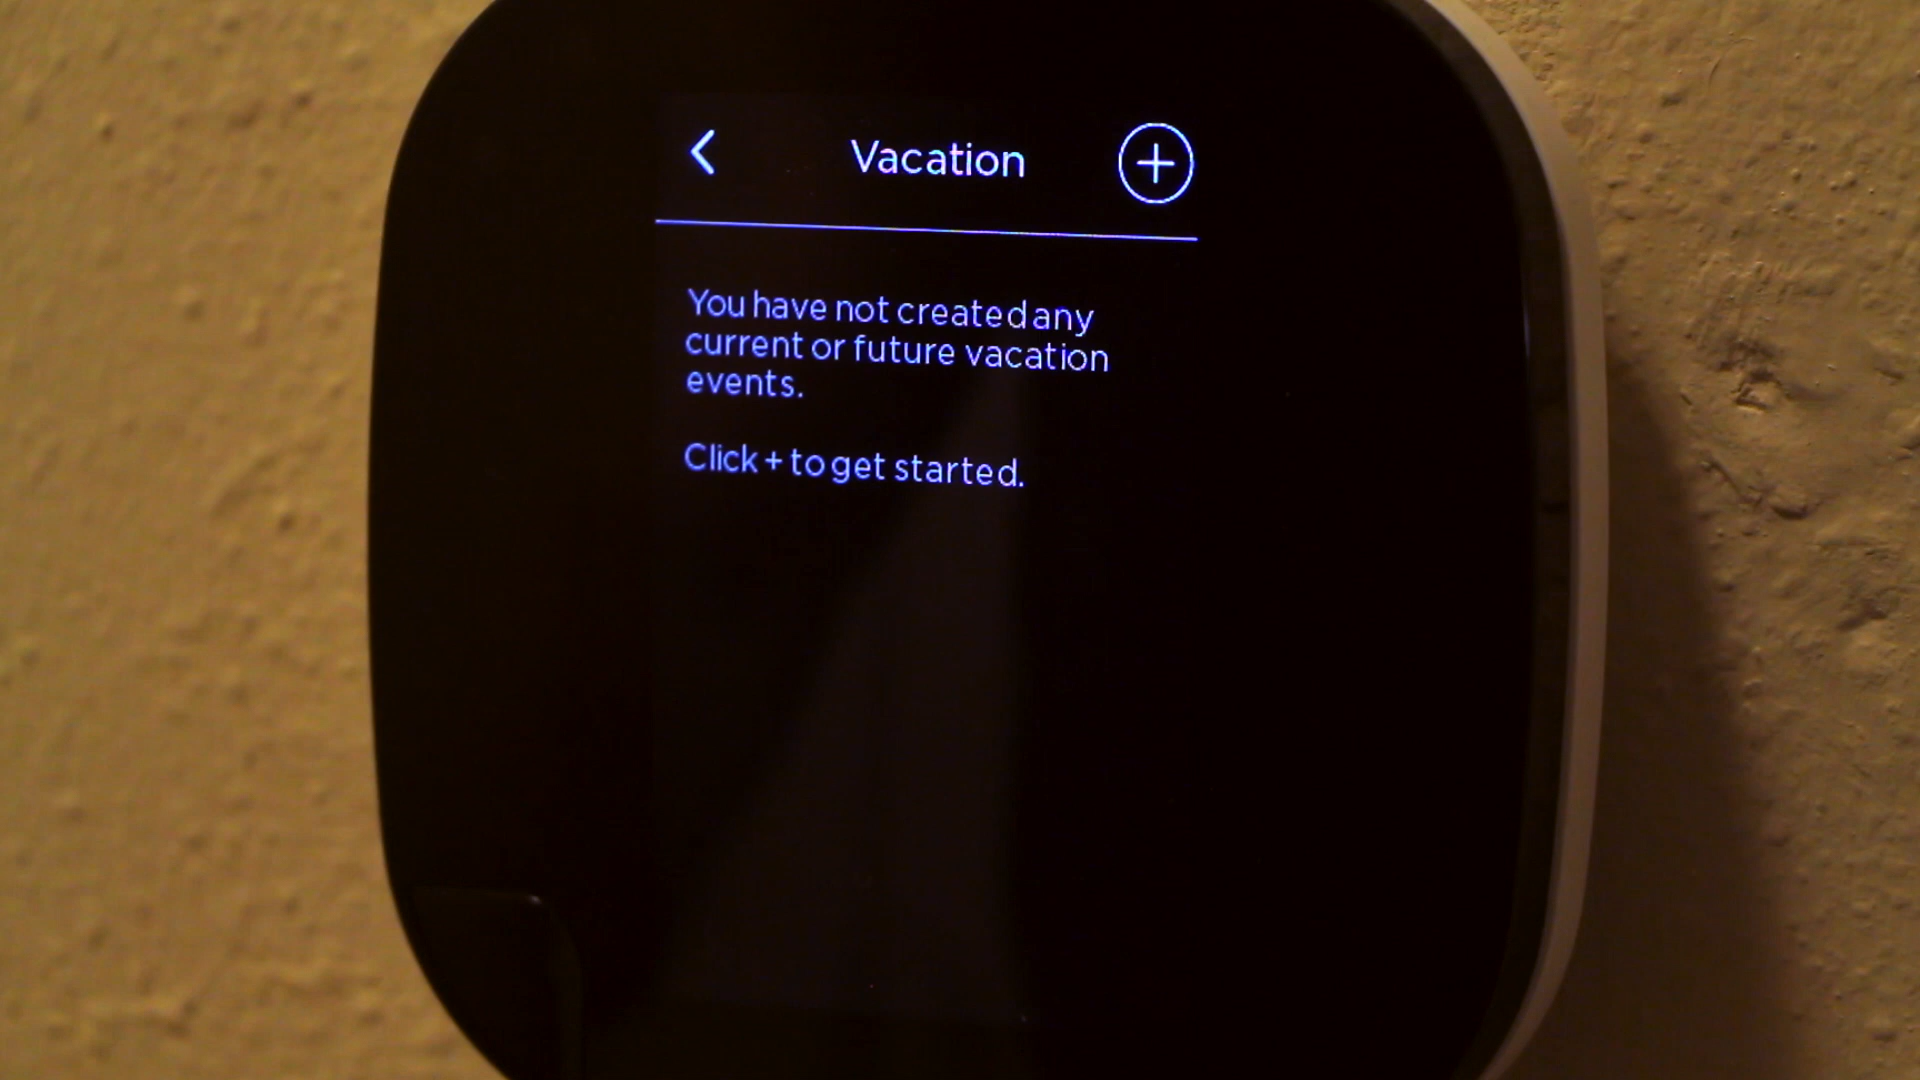 Vacation
You have not created any
current or future vacation
events.
Click + to get started.